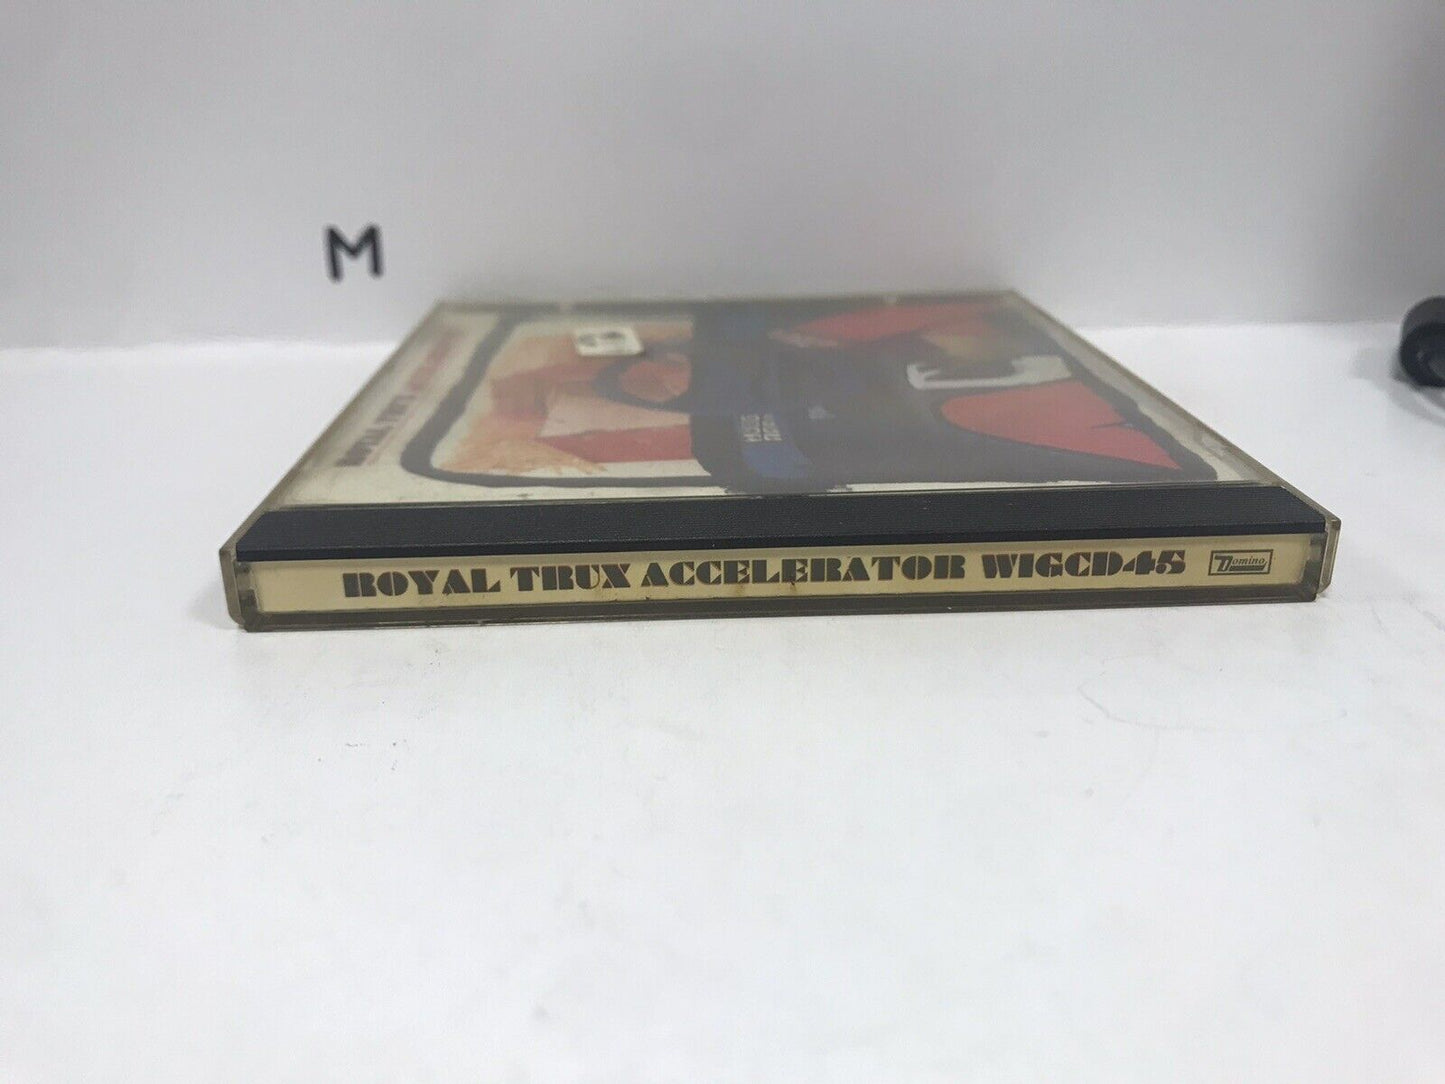 M
ROYAL TRUX ACCELERATOR WIGCD45 Domino